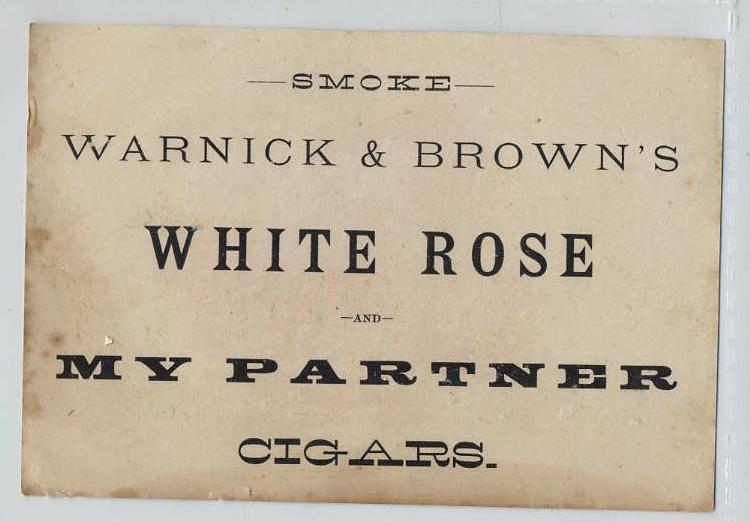 —SMOKE—
WARNICK & BROWN'S
WHITE ROSE
—AND—
MY PARTNER
CIGARS.